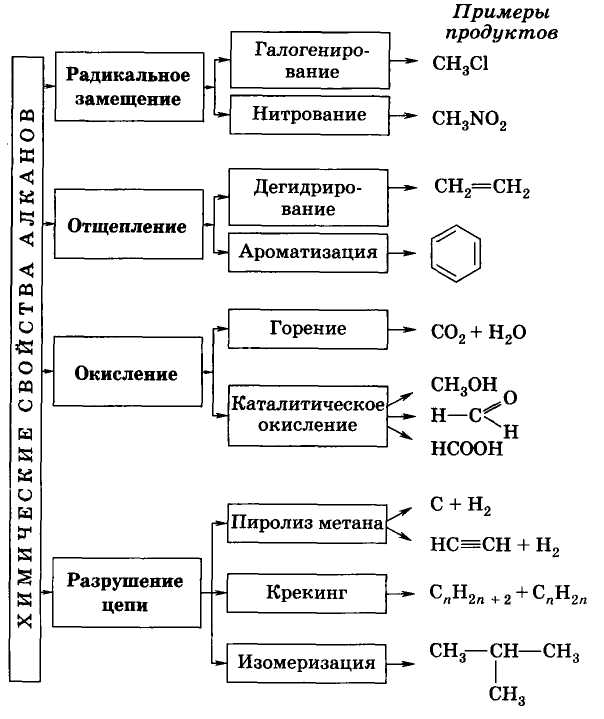 Примеры
продуктов
ХИМИЧЕСКИЕ СВОЙСТВА АЛКАНОВ
Радикальное
замещение
Галогениро-
вание
CH₃Cl
Нитрование
CH₃NO₂
Отщепление
Дегидриро-
вание
CH₂=CH₂
Ароматизация
Окисление
Горение
CO₂ + H₂O
Каталитическое
окисление
CH₃OH
O
H—C
H
HCOOH
Разрушение
цепи
Пиролиз метана
C + H₂
HC≡CH + H₂
Крекинг
CₙH₂ₙ ₊ ₂ + CₙH₂ₙ
Изомеризация
CH₃—CH—CH₃
CH₃